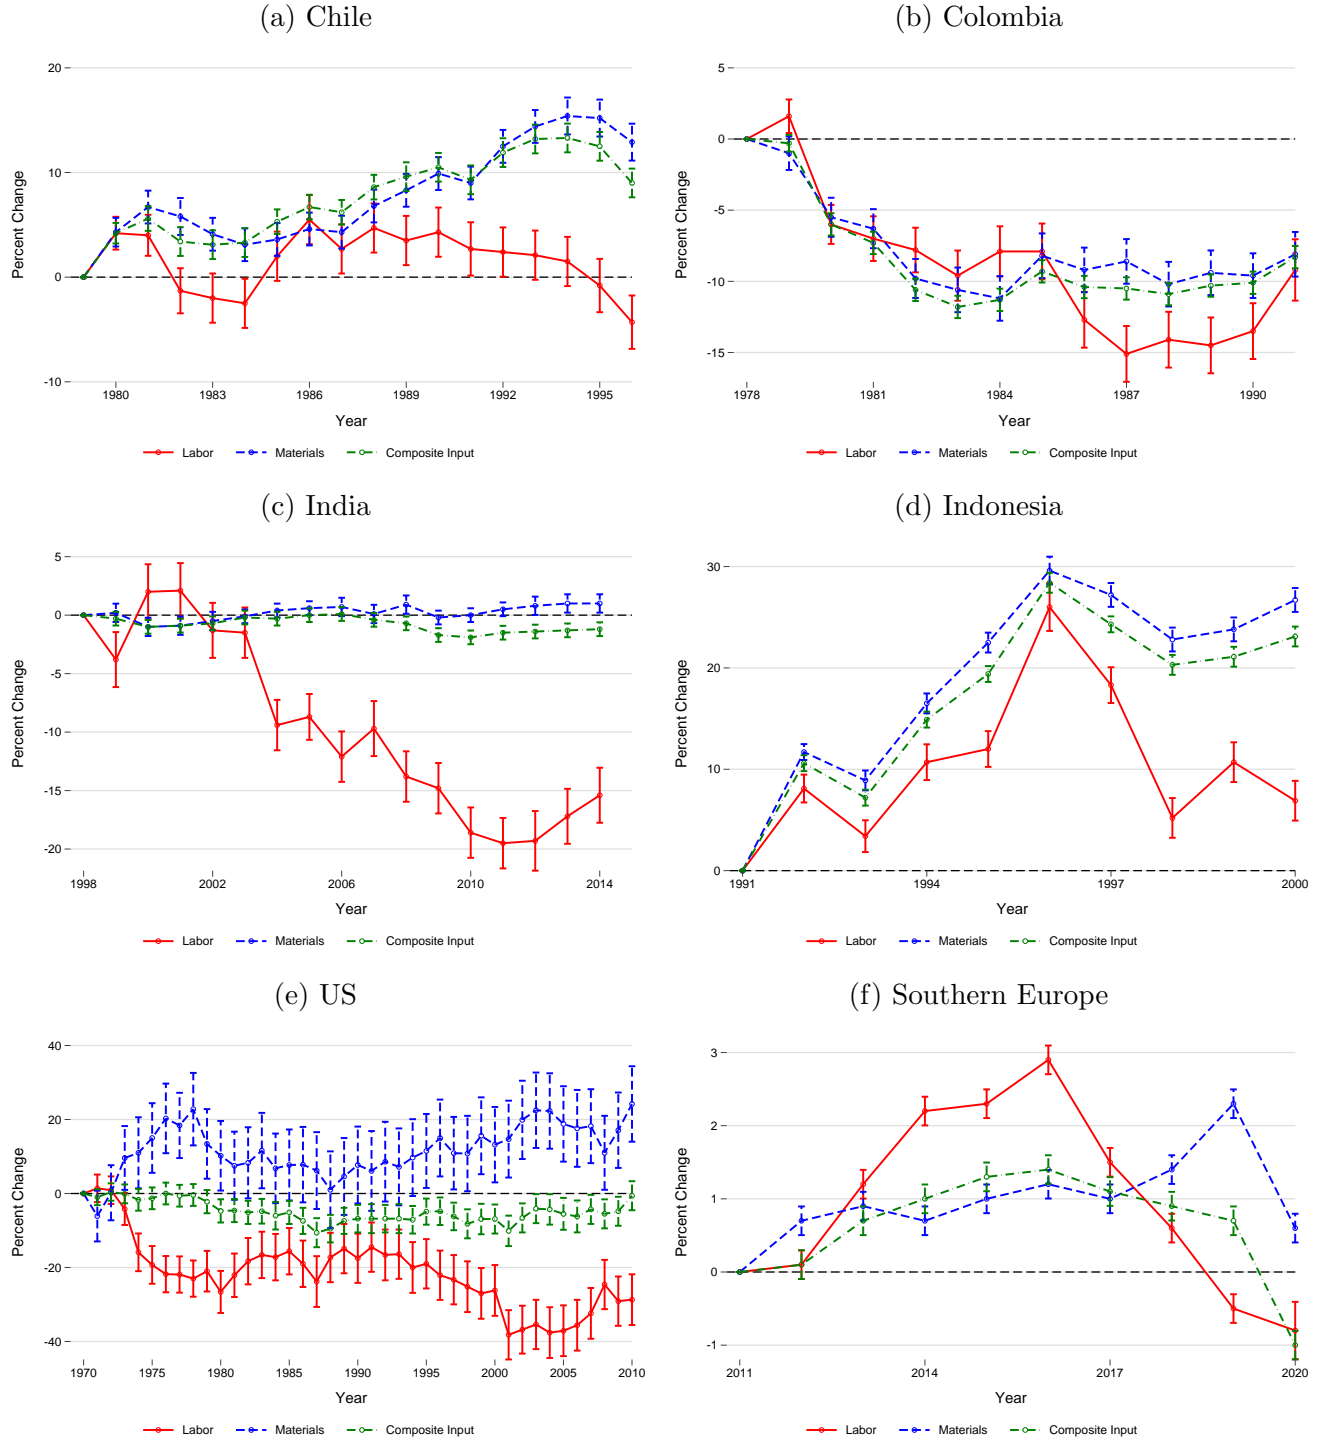 (a) Chile
Percent Change
20
10
0
-10
1980 1983 1986 1989 1992 1995
Year
Labor Materials Composite Input
(b) Colombia
Percent Change
5
0
-5
-10
-15
1978 1981 1984 1987 1990
Year
Labor Materials Composite Input
(c) India
Percent Change
5
0
-5
-10
-15
-20
1998 2002 2006 2010 2014
Year
Labor Materials Composite Input
(d) Indonesia
Percent Change
30
20
10
0
1991 1994 1997 2000
Year
Labor Materials Composite Input
(e) US
Percent Change
40
20
0
-20
-40
1970 1975 1980 1985 1990 1995 2000 2005 2010
Year
Labor Materials Composite Input
(f) Southern Europe
Percent Change
3
2
1
0
-1
2011 2014 2017 2020
Year
Labor Materials Composite Input